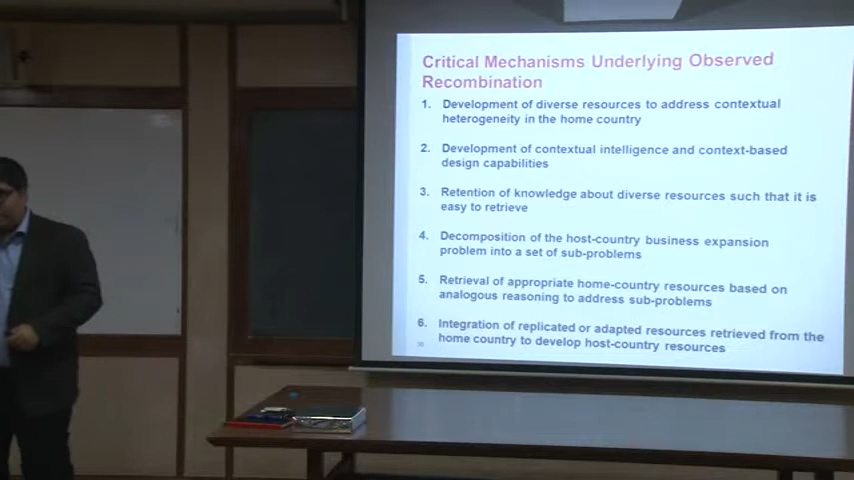 Critical Mechanisms Underlying Observed
Recombination
1. Development of diverse resources to address contextual
heterogeneity in the home country
2. Development of contextual intelligence and context-based
design capabilities
3. Retention of knowledge about diverse resources such that it is
easy to retrieve
4. Decomposition of the host-country business expansion
problem into a set of sub-problems
5. Retrieval of appropriate home-country resources based on
analogous reasoning to address sub-problems
6. Integration of replicated or adapted resources retrieved from the
home country to develop host-country resources